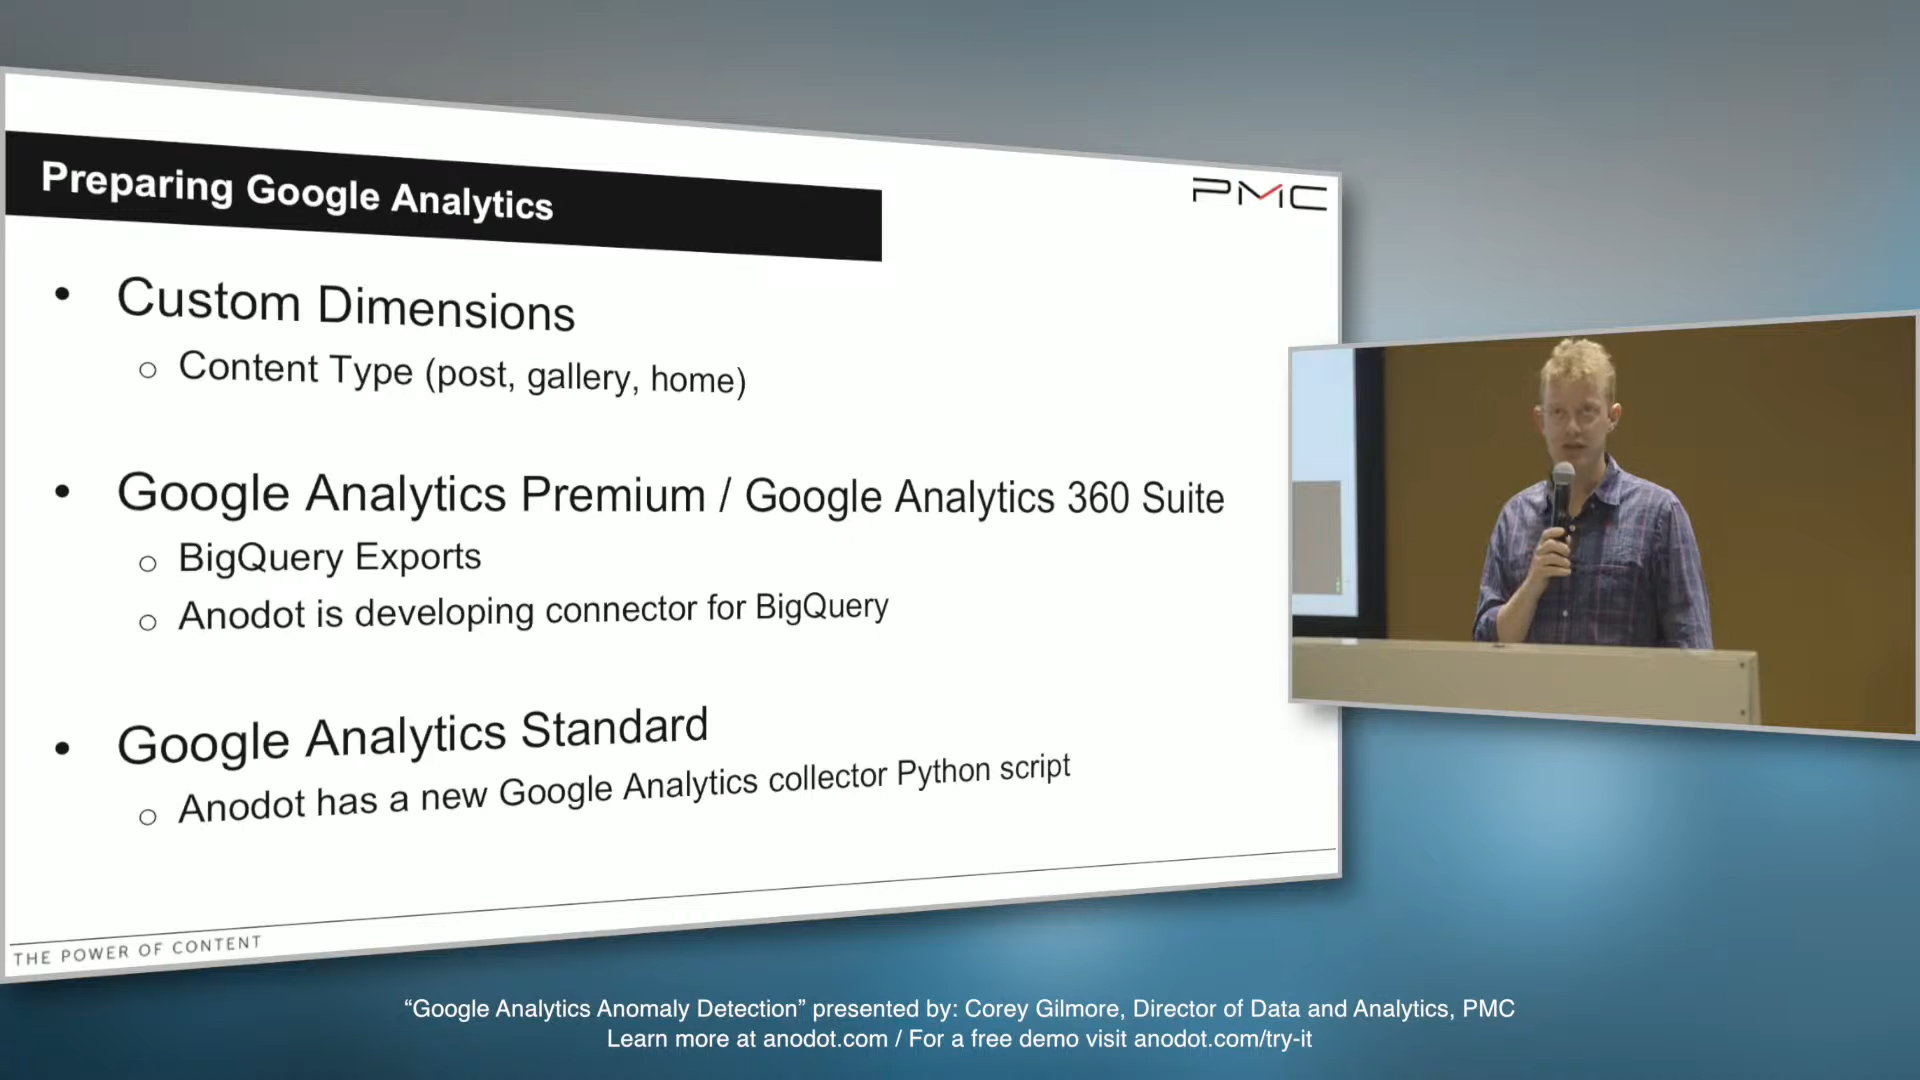 Preparing Google Analytics
PMC
• Custom Dimensions
○ Content Type (post, gallery, home)
• Google Analytics Premium / Google Analytics 360 Suite
○ BigQuery Exports
○ Anodot is developing connector for BigQuery
• Google Analytics Standard
○ Anodot has a new Google Analytics collector Python script
THE POWER OF CONTENT
“Google Analytics Anomaly Detection” presented by: Corey Gilmore, Director of Data and Analytics, PMC
Learn more at anodot.com / For a free demo visit anodot.com/try-it